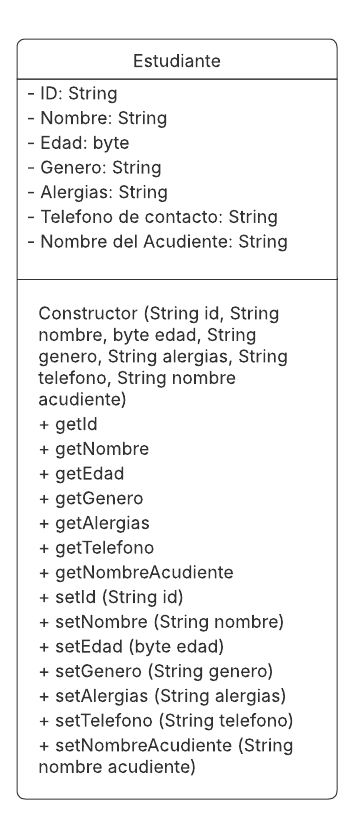 Estudiante
- ID: String
- Nombre: String
- Edad: byte
- Genero: String
- Alergias: String
- Telefono de contacto: String
- Nombre del Acudiente: String
Constructor (String id, String
nombre, byte edad, String
genero, String alergias, String
telefono, String nombre
acudiente)
+ getId
+ getNombre
+ getEdad
+ getGenero
+ getAlergias
+ getTelefono
+ getNombreAcudiente
+ setId (String id)
+ setNombre (String nombre)
+ setEdad (byte edad)
+ setGenero (String genero)
+ setAlergias (String alergias)
+ setTelefono (String telefono)
+ setNombreAcudiente (String
nombre acudiente)